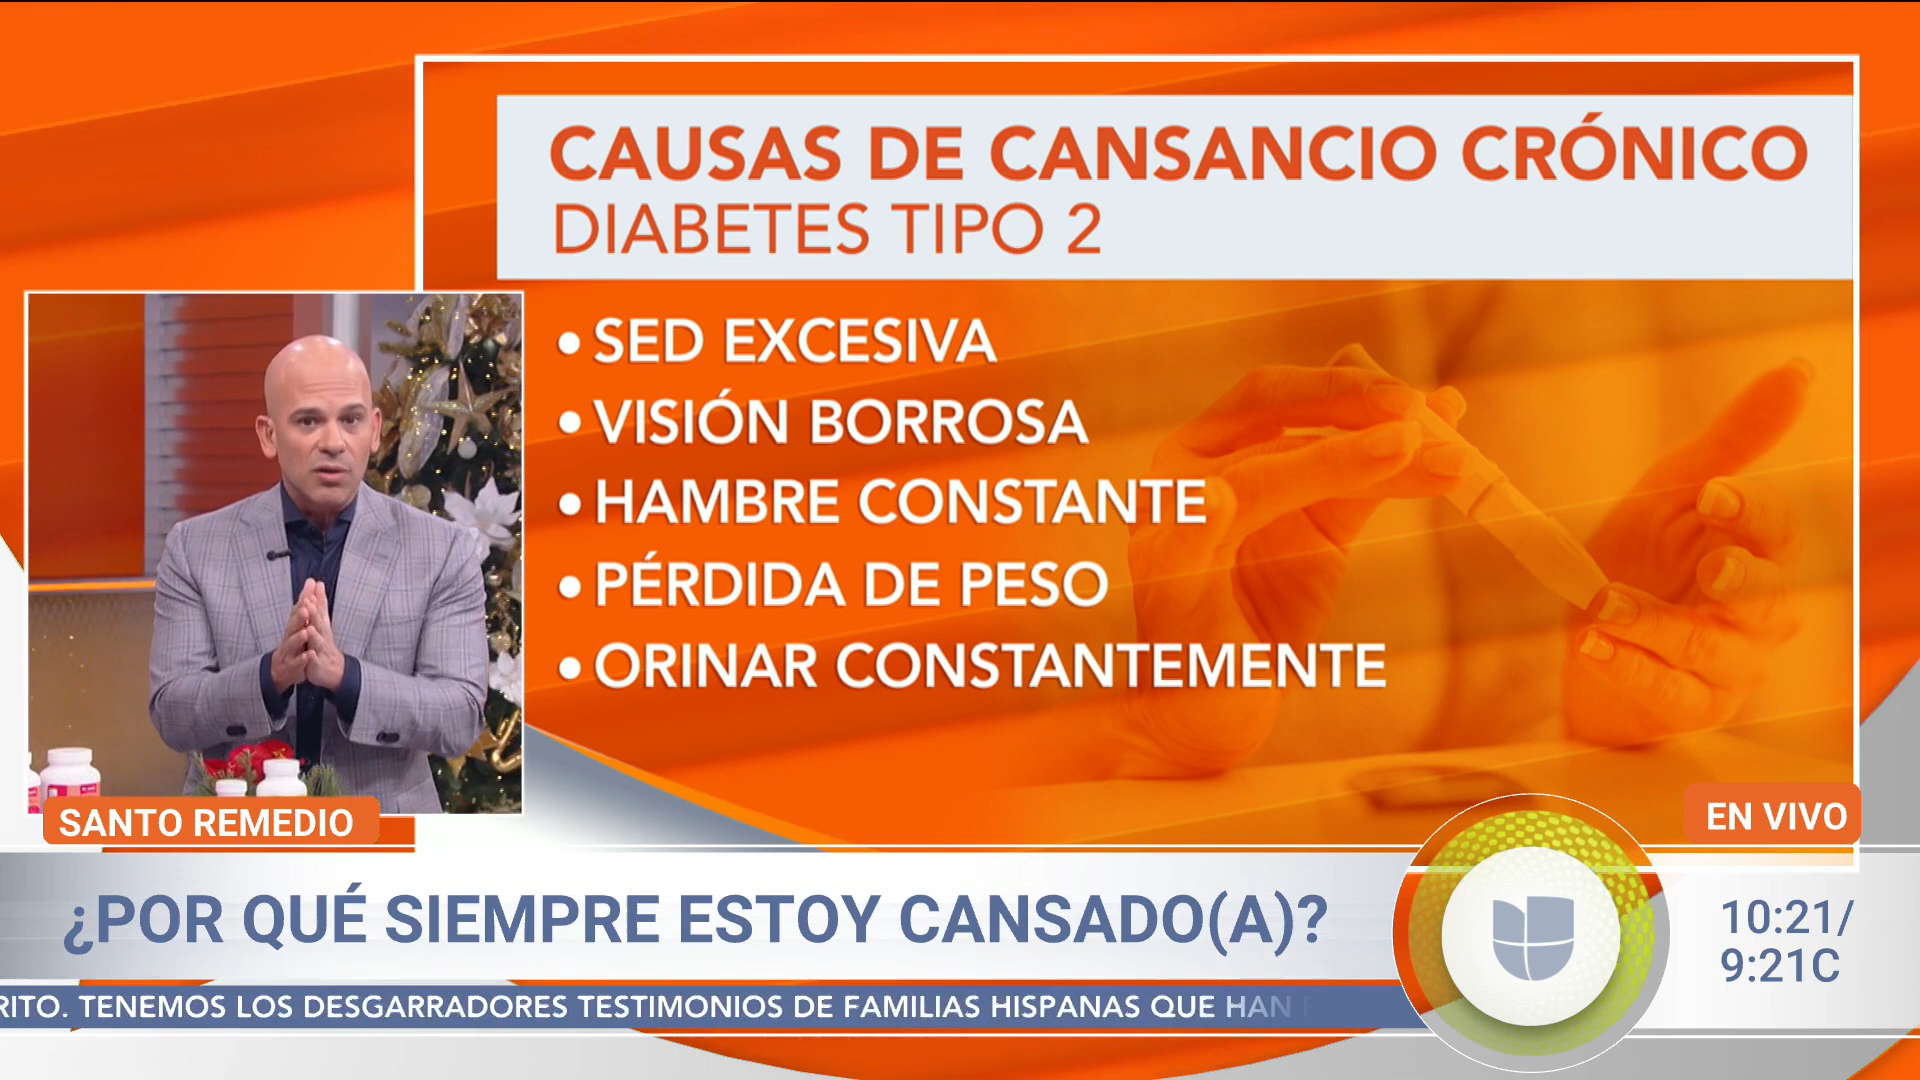 CAUSAS DE CANSANCIO CRÓNICO
DIABETES TIPO 2
• SED EXCESIVA
• VISIÓN BORROSA
• HAMBRE CONSTANTE
• PÉRDIDA DE PESO
• ORINAR CONSTANTEMENTE
SANTO REMEDIO
EN VIVO
¿POR QUÉ SIEMPRE ESTOY CANSADO(A)?
10:21/
9:21C
RITO. TENEMOS LOS DESGARRADORES TESTIMONIOS DE FAMILIAS HISPANAS QUE HAN